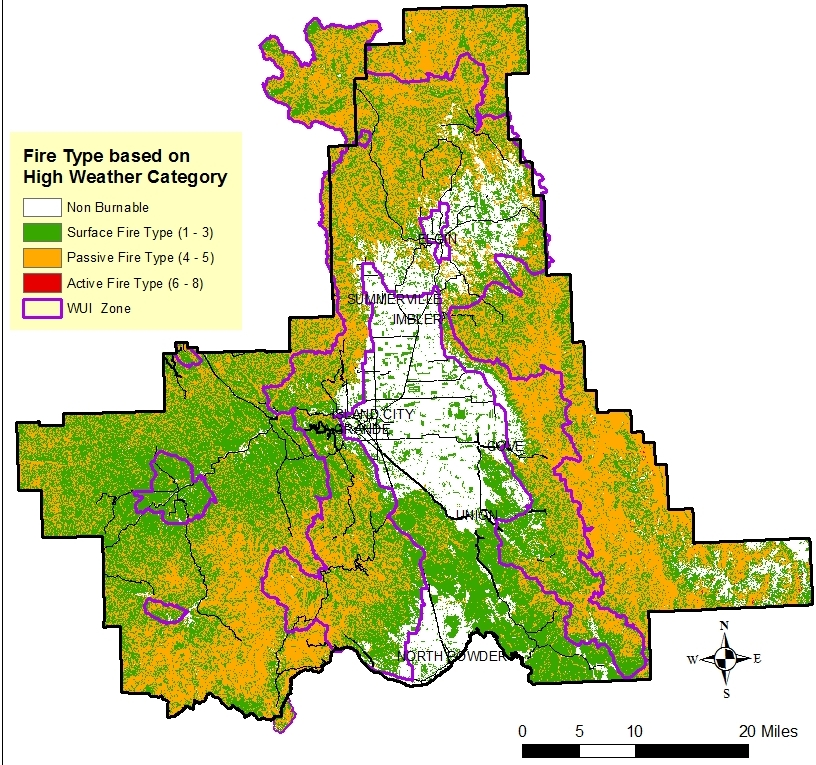 Fire Type based on
High Weather Category
Non Burnable
Surface Fire Type (1 - 3)
Passive Fire Type (4 - 5)
Active Fire Type (6 - 8)
WUI Zone
ELGIN
SUMMERVILLE
IMBLER
ISLAND CITY
GRANDE
COVE
UNION
NORTH POWDER
N
W E
S
0 5 10 20 Miles